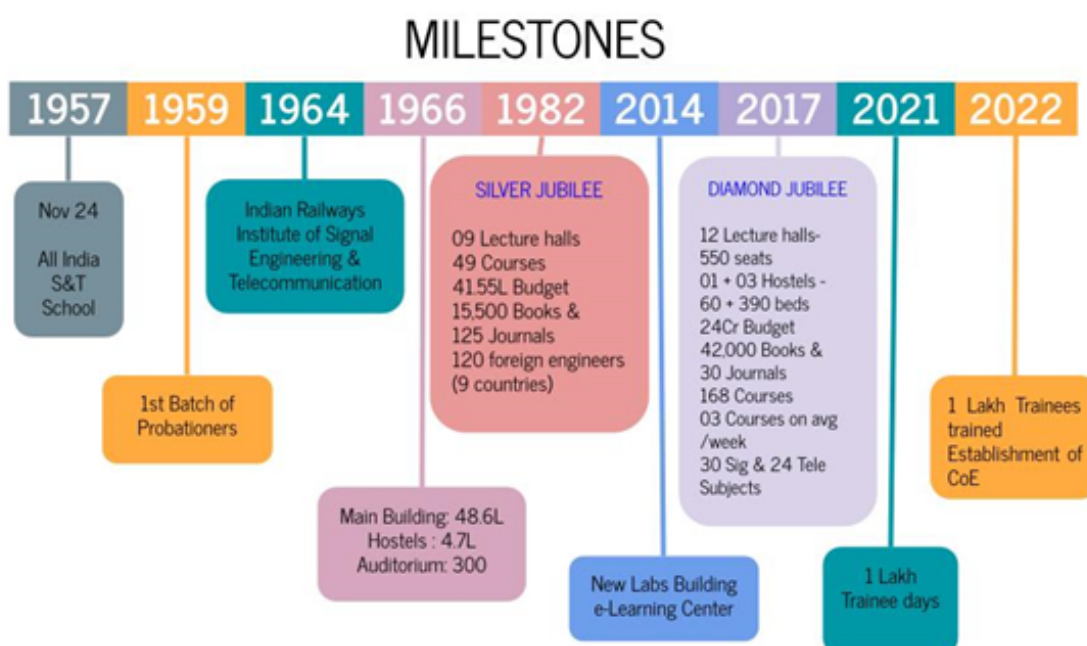 MILESTONES
1957 1959 1964 1966 1982 2014 2017 2021 2022
Nov 24
All India
S&T
School
1st Batch of
Probationers
Indian Railways
Institute of Signal
Engineering &
Telecommunication
Main Building: 48.6L
Hostels : 4.7L
Auditorium: 300
SILVER JUBILEE
09 Lecture halls
49 Courses
41.55L Budget
15,500 Books &
125 Journals
120 foreign engineers
(9 countries)
New Labs Building
e-Learning Center
DIAMOND JUBILEE
12 Lecture halls-
550 seats
01 + 03 Hostels -
60 + 390 beds
24Cr Budget
42,000 Books &
30 Journals
168 Courses
03 Courses on avg
/week
30 Sig & 24 Tele
Subjects
1 Lakh
Trainee days
1 Lakh Trainees
trained
Establishment of
CoE